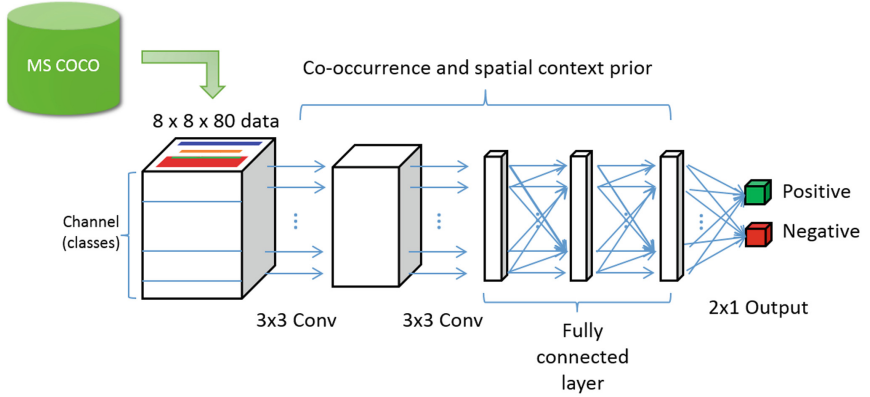 MS COCO
Co-occurrence and spatial context prior
8 x 8 x 80 data
Channel
(classes)
Positive
Negative
3x3 Conv
3x3 Conv
Fully
connected
layer
2x1 Output